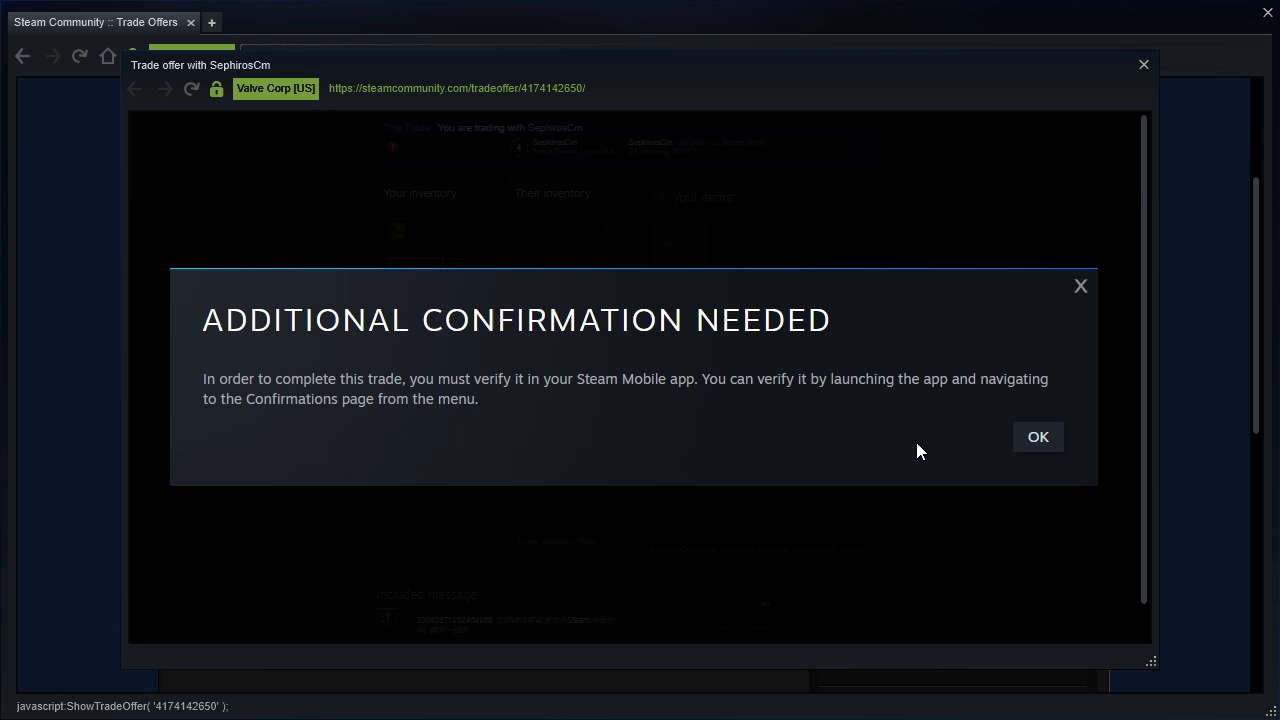 Steam Community :: Trade Offers
Trade offer with SephirosCm
Valve Corp [US]
https://steamcommunity.com/tradeoffer/4174142650/
The Trade: You are trading with SephirosCm
4
SephirosCm
SephirosCm
Your inventory
Their inventory
Your items:
X
ADDITIONAL CONFIRMATION NEEDED
In order to complete this trade, you must verify it in your Steam Mobile app. You can verify it by launching the app and navigating
to the Confirmations page from the menu.
OK
Included message:
javascript:ShowTradeOffer( '4174142650' );